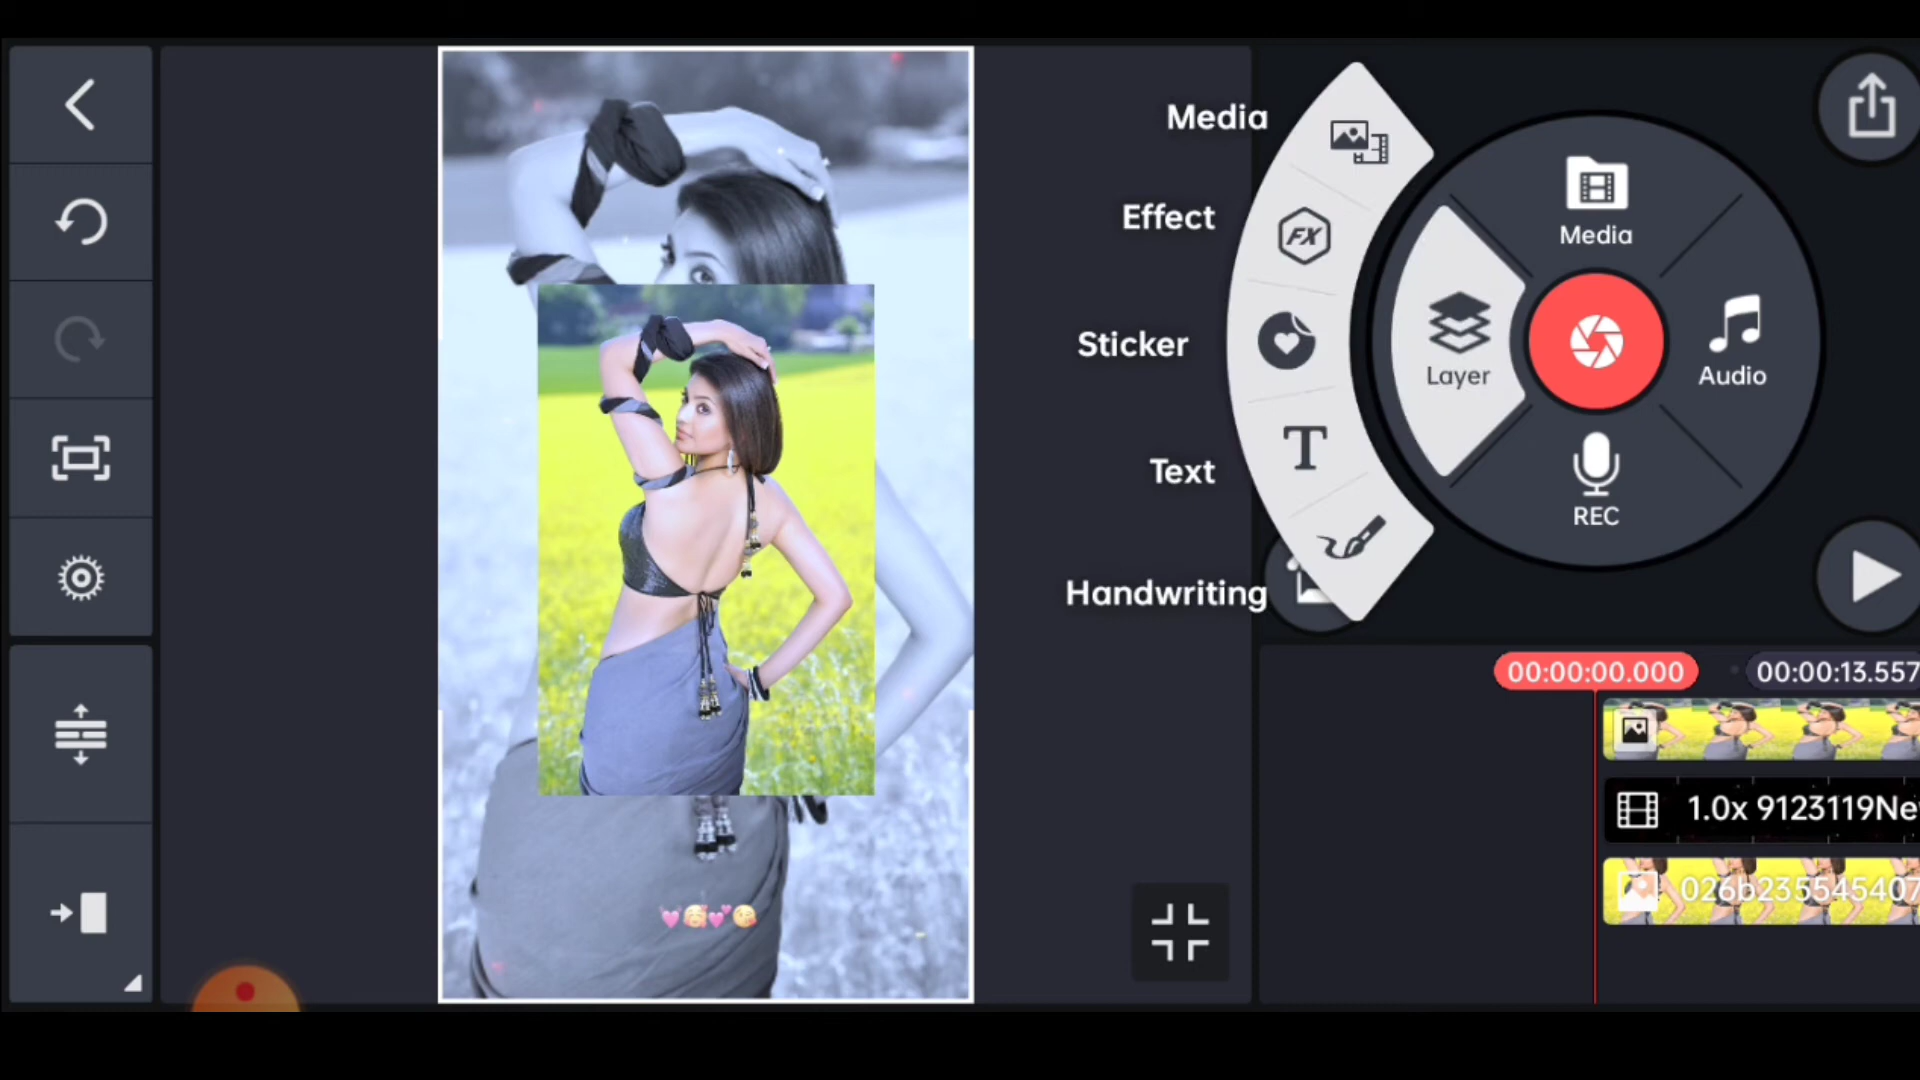 Media
Effect
Sticker
Text
Handwriting
FX
T
Media
Layer
Audio
REC
00:00:00.000
00:00:13.557
1.0x 9123119Ne
026b235545407